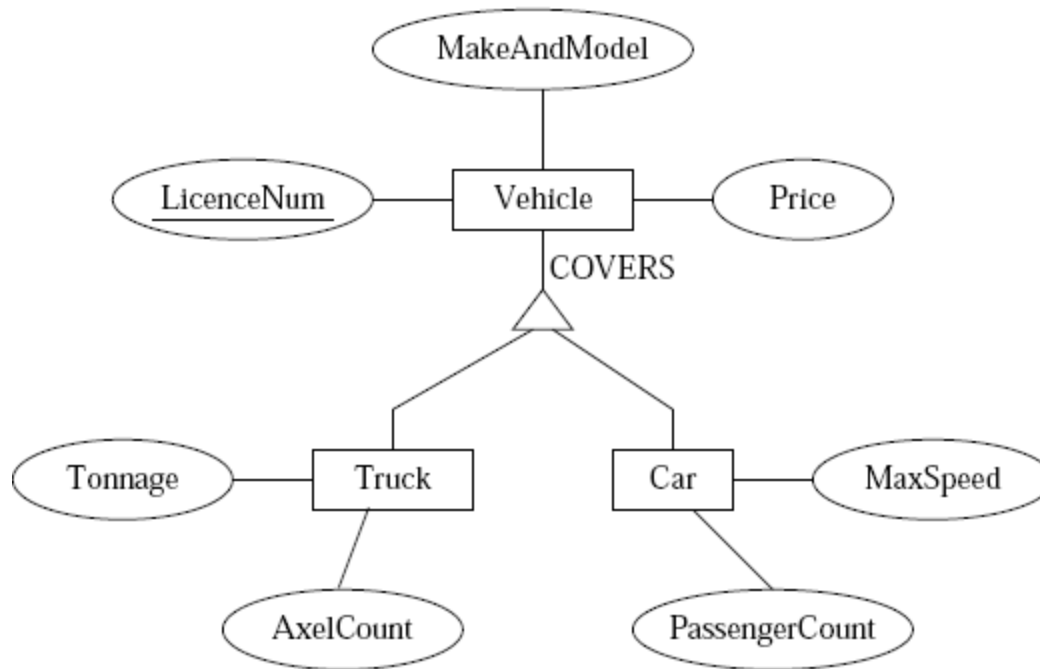 MakeAndModel
LicenceNum
Vehicle
Price
COVERS
Tonnage
Truck
Car
MaxSpeed
AxelCount
PassengerCount